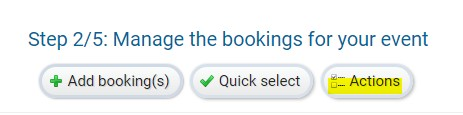 Step 2/5: Manage the bookings for your event
Add booking(s) Quick select Actions